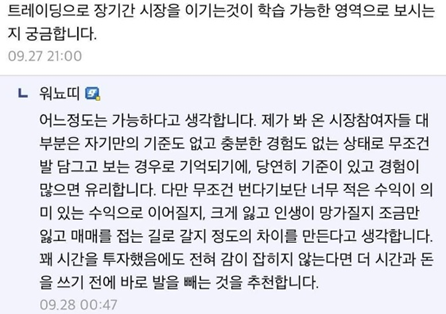 트레이딩으로 장기간 시장을 이기는것이 학습 가능한 영역으로 보시는
지 궁금합니다.
09.27 21:00
워뇨띠
어느정도는 가능하다고 생각합니다. 제가 봐 온 시장참여자들 대
부분은 자기만의 기준도 없고 충분한 경험도 없는 상태로 무조건
발 담그고 보는 경우로 기억되기에, 당연히 기준이 있고 경험이
많으면 유리합니다. 다만 무조건 번다기보단 너무 적은 수익이 의
미 있는 수익으로 이어질지, 크게 잃고 인생이 망가질지 조금만
잃고 매매를 접는 길로 갈지 정도의 차이를 만든다고 생각합니다.
꽤 시간을 투자했음에도 전혀 감이 잡히지 않는다면 더 시간과 돈
을 쓰기 전에 바로 발을 빼는 것을 추천합니다.
09.28 00:47